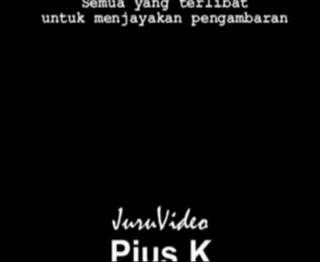 Semua yang terlibat
untuk menjayakan pengambaran
JuruVideo
Pius K